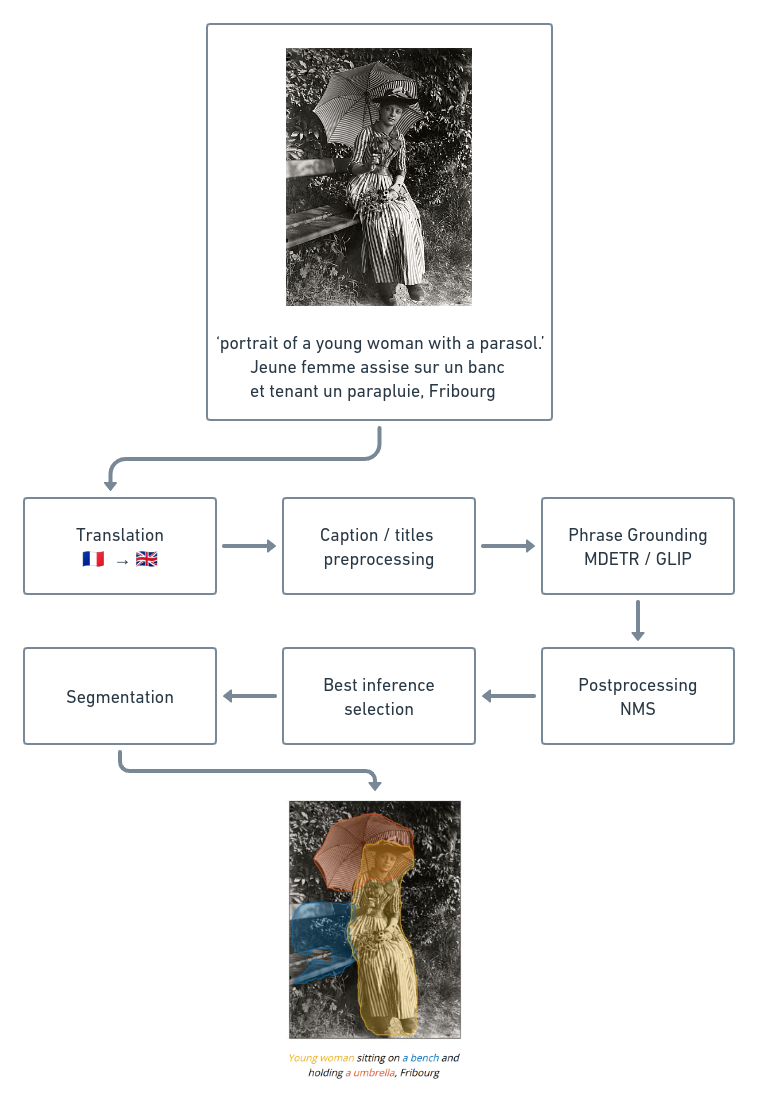 ‘portrait of a young woman with a parasol.’
Jeune femme assise sur un banc
et tenant un parapluie, Fribourg
Translation
🇫🇷 → 🇬🇧
Caption / titles
preprocessing
Phrase Grounding
MDETR / GLIP
Segmentation
Best inference
selection
Postprocessing
NMS
Young woman sitting on a bench and
holding a umbrella, Fribourg